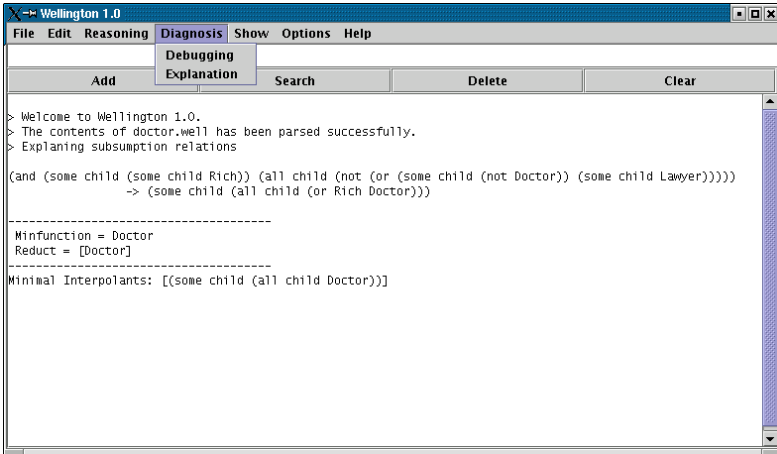 Wellington 1.0
File Edit Reasoning Diagnosis Show Options Help
Debugging
Explanation
Add Search Delete Clear
> Welcome to Wellington 1.0.
> The contents of doctor.well has been parsed successfully.
> Explaning subsumption relations
(and (some child (some child Rich)) (all child (not (or (some child (not Doctor)) (some child Lawyer)))))
-> (some child (all child (or Rich Doctor)))
--------------------------------------
Minfunction = Doctor
Reduct = [Doctor]
--------------------------------------
Minimal Interpolants: [(some child (all child Doctor))]